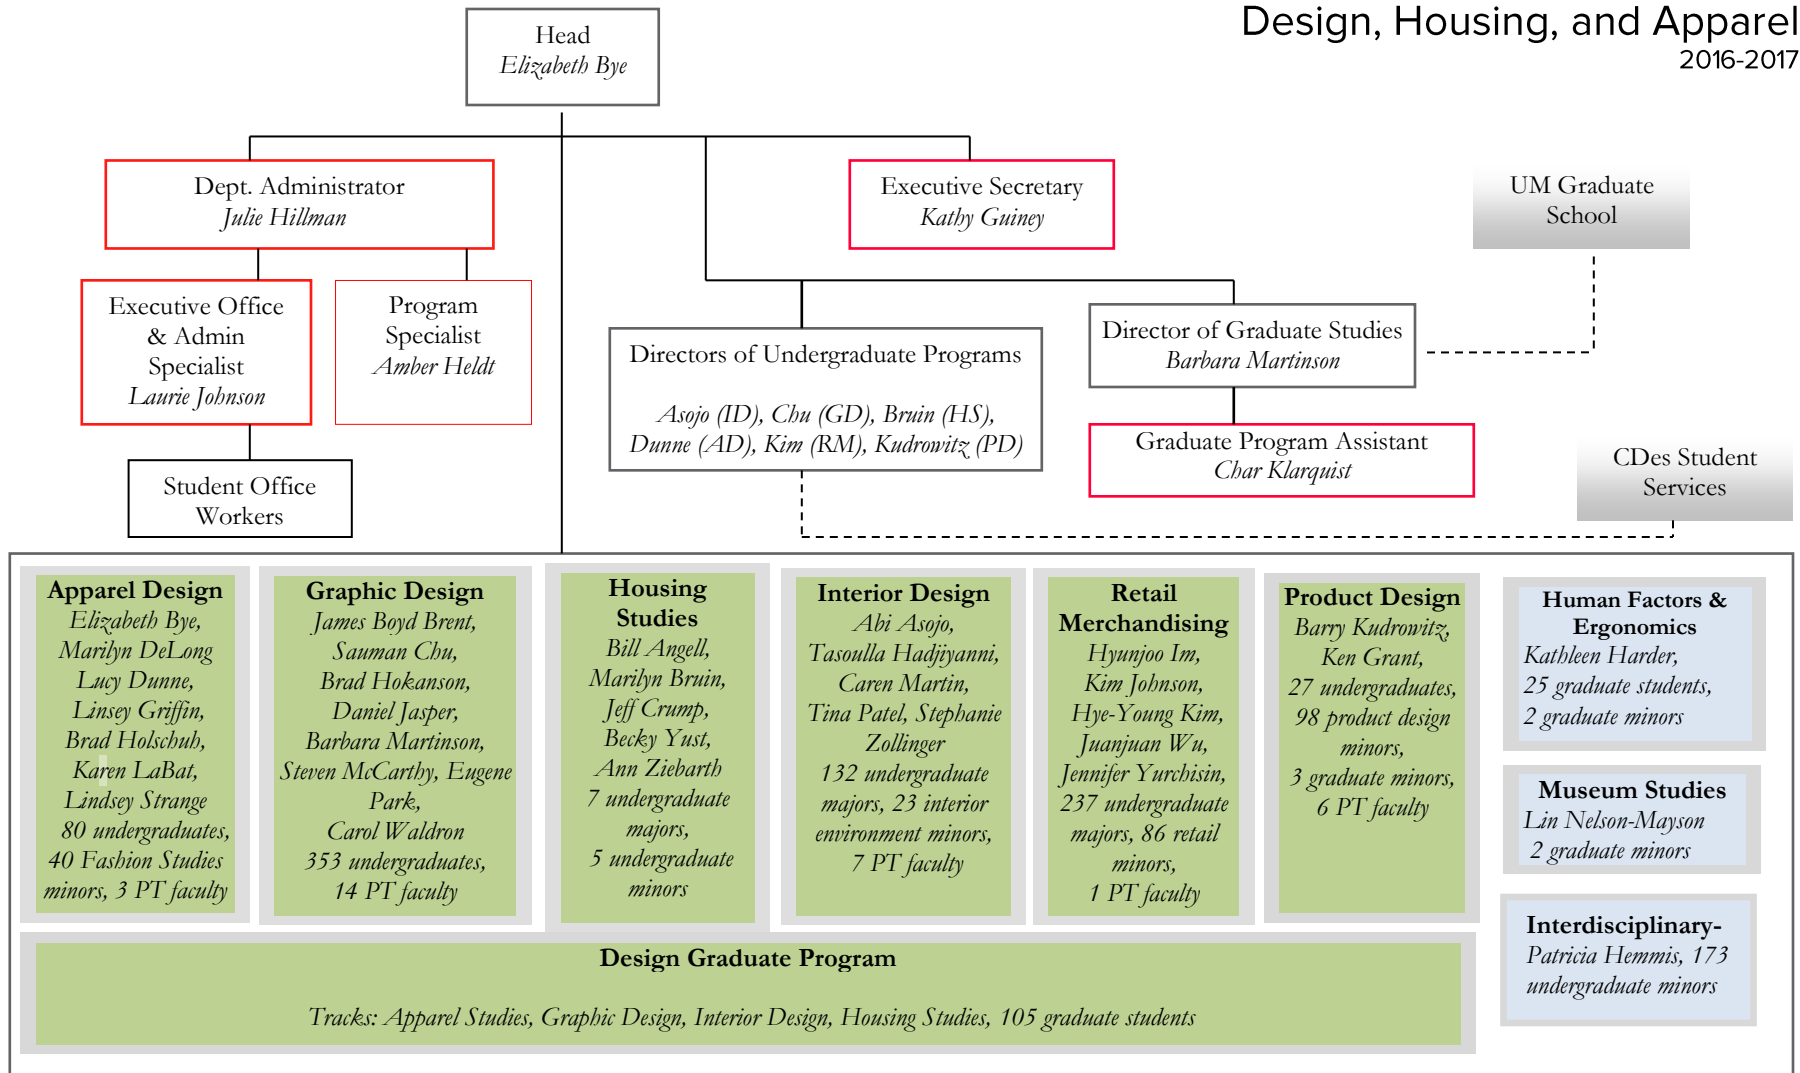 Design, Housing, and Apparel
2016-2017
Head
Elizabeth Bye
Dept. Administrator
Julie Hillman
Executive Secretary
Kathy Guiney
UM Graduate
School
Executive Office
& Admin
Specialist
Laurie Johnson
Program
Specialist
Amber Heldt
Directors of Undergraduate Programs
Asojo (ID), Chu (GD), Bruin (HS),
Dunne (AD), Kim (RM), Kudrowitz (PD)
Director of Graduate Studies
Barbara Martinson
Graduate Program Assistant
Char Klarquist
CDes Student
Services
Student Office
Workers
Apparel Design
Elizabeth Bye,
Marilyn DeLong
Lucy Dunne,
Linsey Griffin,
Brad Holschuh,
Karen LaBat,
Lindsey Strange
80 undergraduates,
40 Fashion Studies
minors, 3 PT faculty
Graphic Design
James Boyd Brent,
Sauman Chu,
Brad Hokanson,
Daniel Jasper,
Barbara Martinson,
Steven McCarthy, Eugene
Park,
Carol Waldron
353 undergraduates,
14 PT faculty
Housing
Studies
Bill Angell,
Marilyn Bruin,
Jeff Crump,
Becky Yust,
Ann Ziebarth
7 undergraduate
majors,
5 undergraduate
minors
Interior Design
Abi Asojo,
Tasoulla Hadjiyanni,
Caren Martin,
Tina Patel, Stephanie
Zollinger
132 undergraduate
majors, 23 interior
environment minors,
7 PT faculty
Retail
Merchandising
Hyunjoo Im,
Kim Johnson,
Hye-Young Kim,
Juanjuan Wu,
Jennifer Yurchisin,
237 undergraduate
majors, 86 retail
minors,
1 PT faculty
Product Design
Barry Kudrowitz,
Ken Grant,
27 undergraduates,
98 product design
minors,
3 graduate minors,
6 PT faculty
Human Factors &
Ergonomics
Kathleen Harder,
25 graduate students,
2 graduate minors
Museum Studies
Lin Nelson-Mayson
2 graduate minors
Interdisciplinary-
Patricia Hemmis, 173
undergraduate minors
Design Graduate Program
Tracks: Apparel Studies, Graphic Design, Interior Design, Housing Studies, 105 graduate students